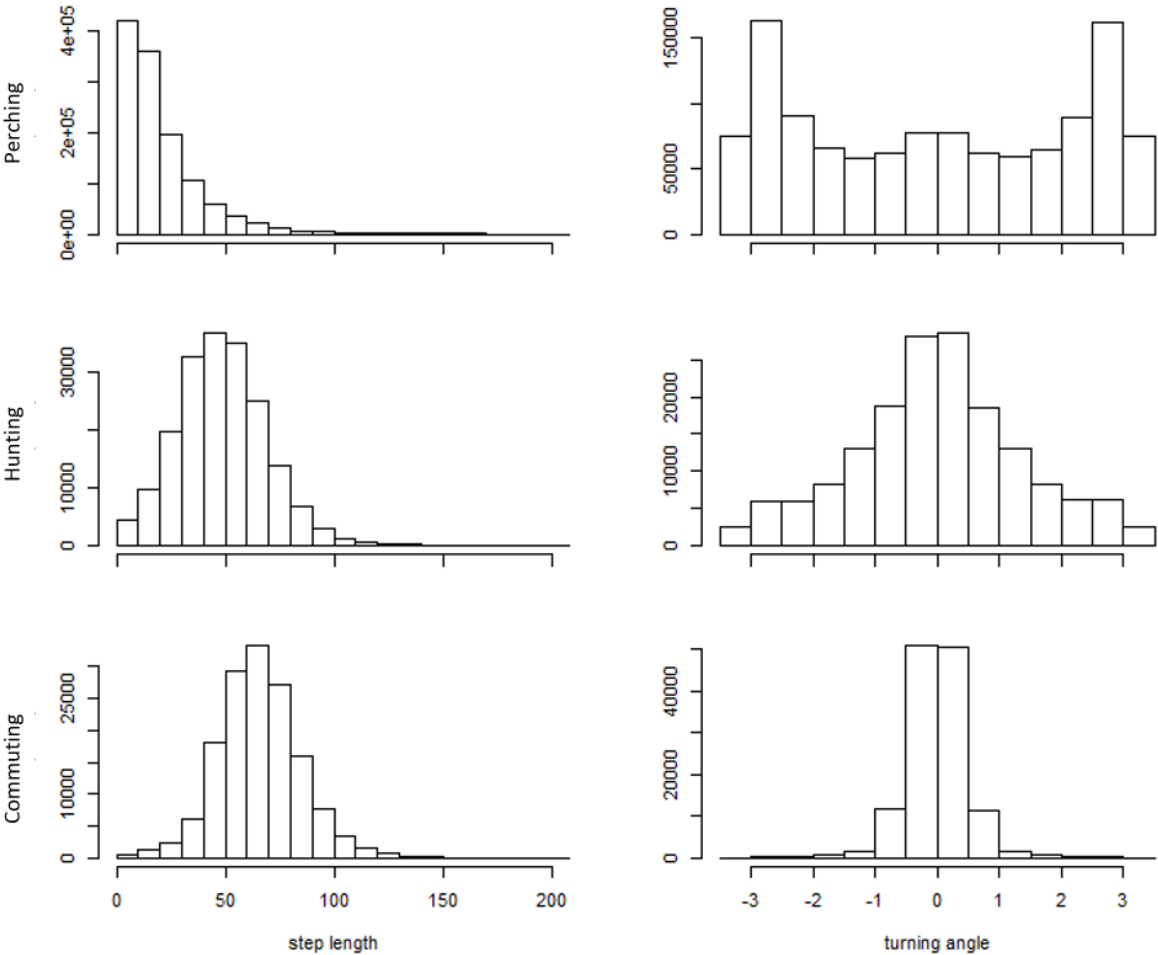 Perching
4e+05
2e+05
0e+00
150000
50000
0
Hunting
30000
10000
0
20000
10000
0
Commuting
25000
10000
0
40000
20000
0
0 50 100 150 200
-3 -2 -1 0 1 2 3
step length
turning angle